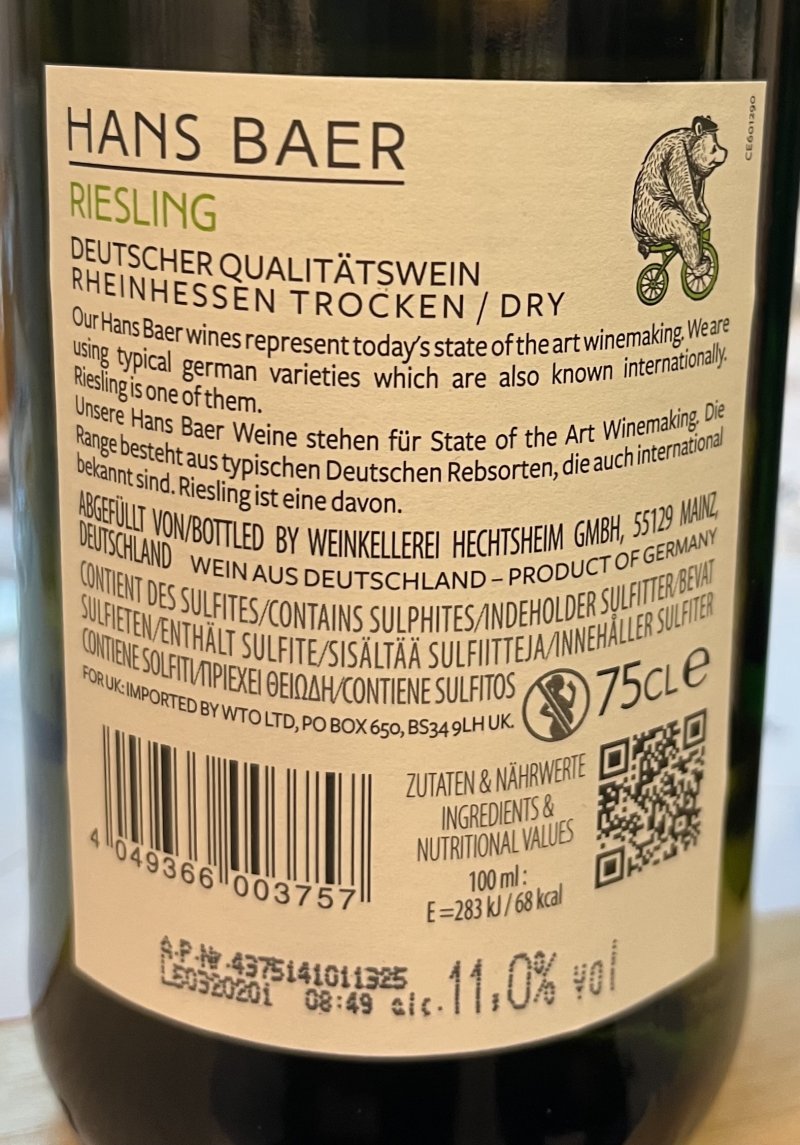 HANS BAER
CE601290
RIESLING
DEUTSCHER QUALITÄTSWEIN
RHEINHESSEN TROCKEN / DRY
Our Hans Baer wines represent today's state of the art winemaking. We are
using typical german varieties which are also known internationally.
Riesling is one of them.
Unsere Hans Baer Weine stehen für State of the Art Winemaking. Die
Range besteht aus typischen Deutschen Rebsorten, die auch international
bekannt sind. Riesling ist eine davon.
ABGEFÜLLT VON/BOTTLED BY WEINKELLEREI HECHTSHEIM GMBH, 55129 MAINZ,
DEUTSCHLAND WEIN AUS DEUTSCHLAND – PRODUCT OF GERMANY
CONTIENT DES SULFITES/CONTAINS SULPHITES/INDEHOLDER SULFITTER/BEVAT
SULFIETEN/ENTHÄLT SULFITE/SISÄLTÄÄ SULFIITTEJA/INNEHÅLLER SULFITER
CONTIENE SOLFITI/ΠΡΙΕΧΕΙ ΘΕΙΩΔΗ/CONTIENE SULFITOS
FOR UK: IMPORTED BY WTO LTD, PO BOX 650, BS34 9LH UK.
75CL e
ZUTATEN & NÄHRWERTE
INGREDIENTS &
NUTRITIONAL VALUES
100 ml :
E =283 kJ / 68 kcal
4 049366 003757
A.P.Nr.4375141011325
L50320201 08:49 alc. 11,0% vol